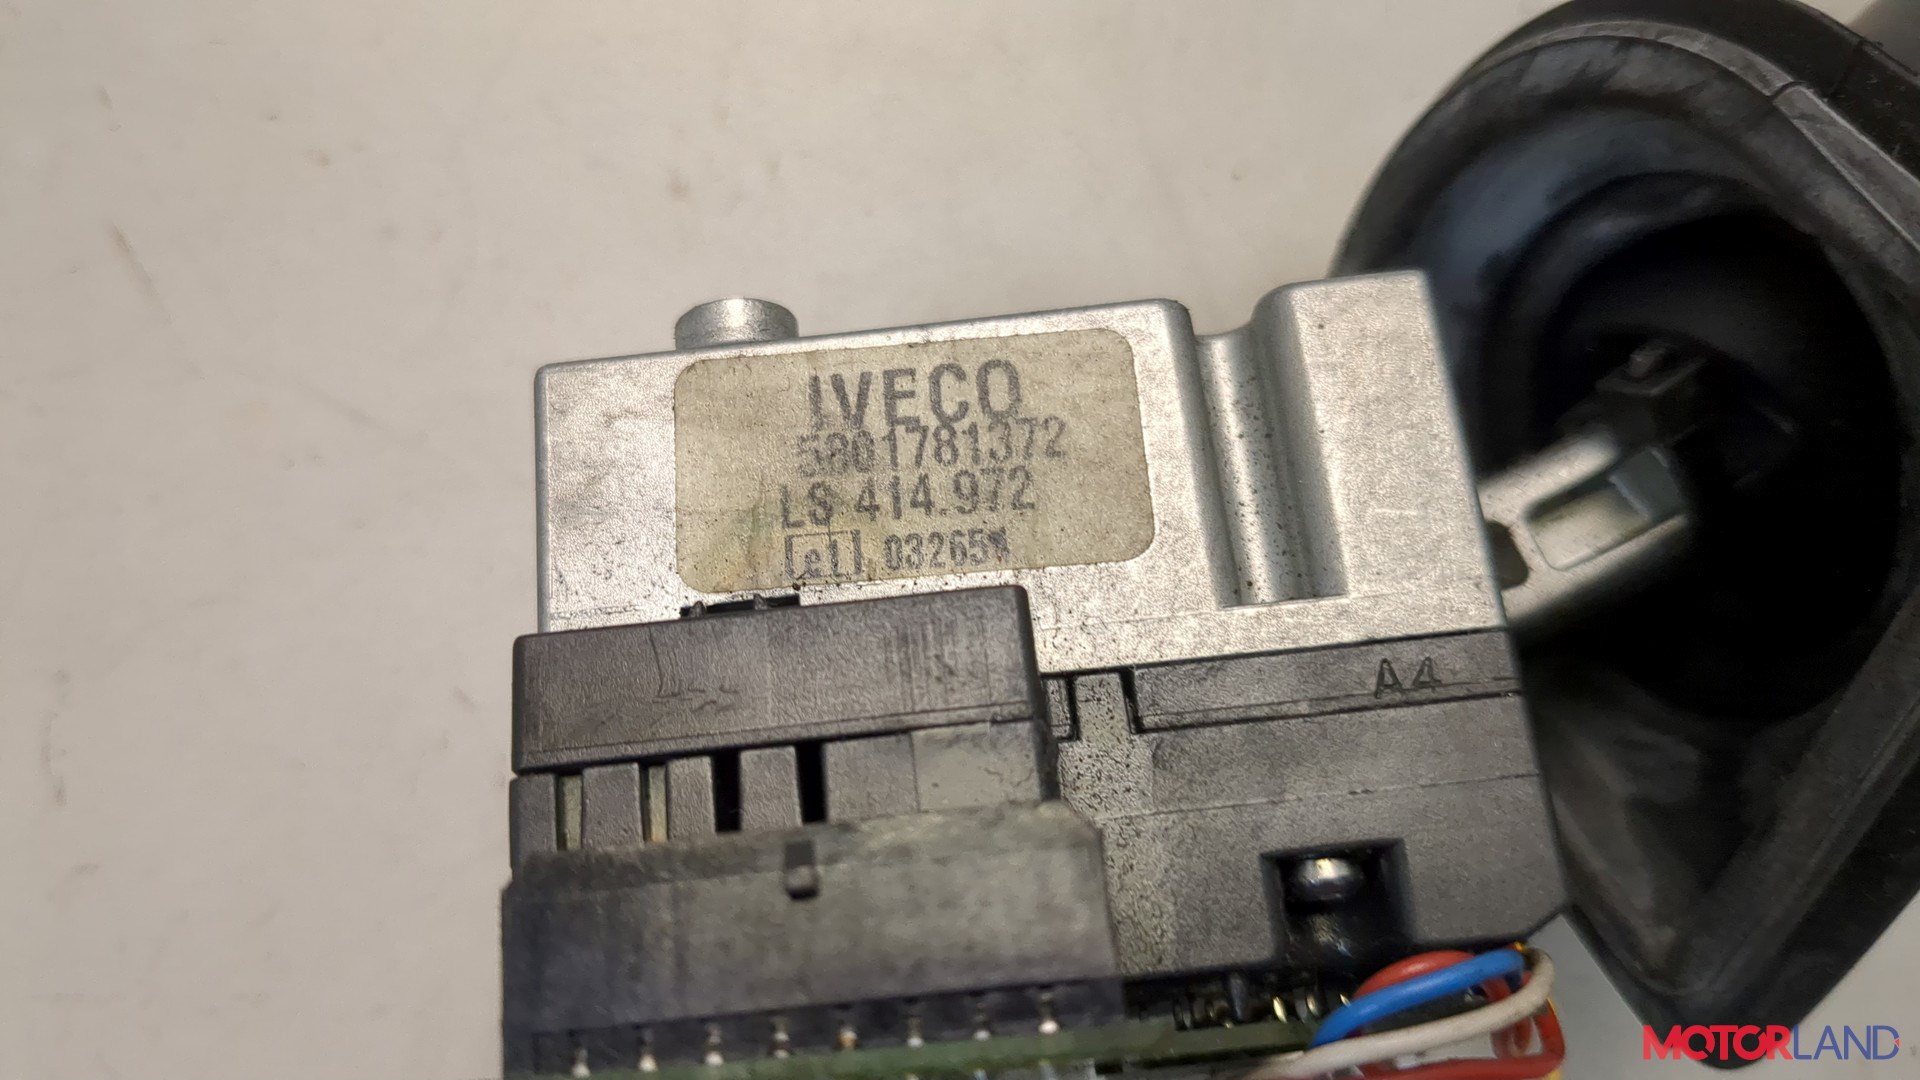 IVECO
5801781372
LS 414.972
e1 03265
A4
MOTORLAND